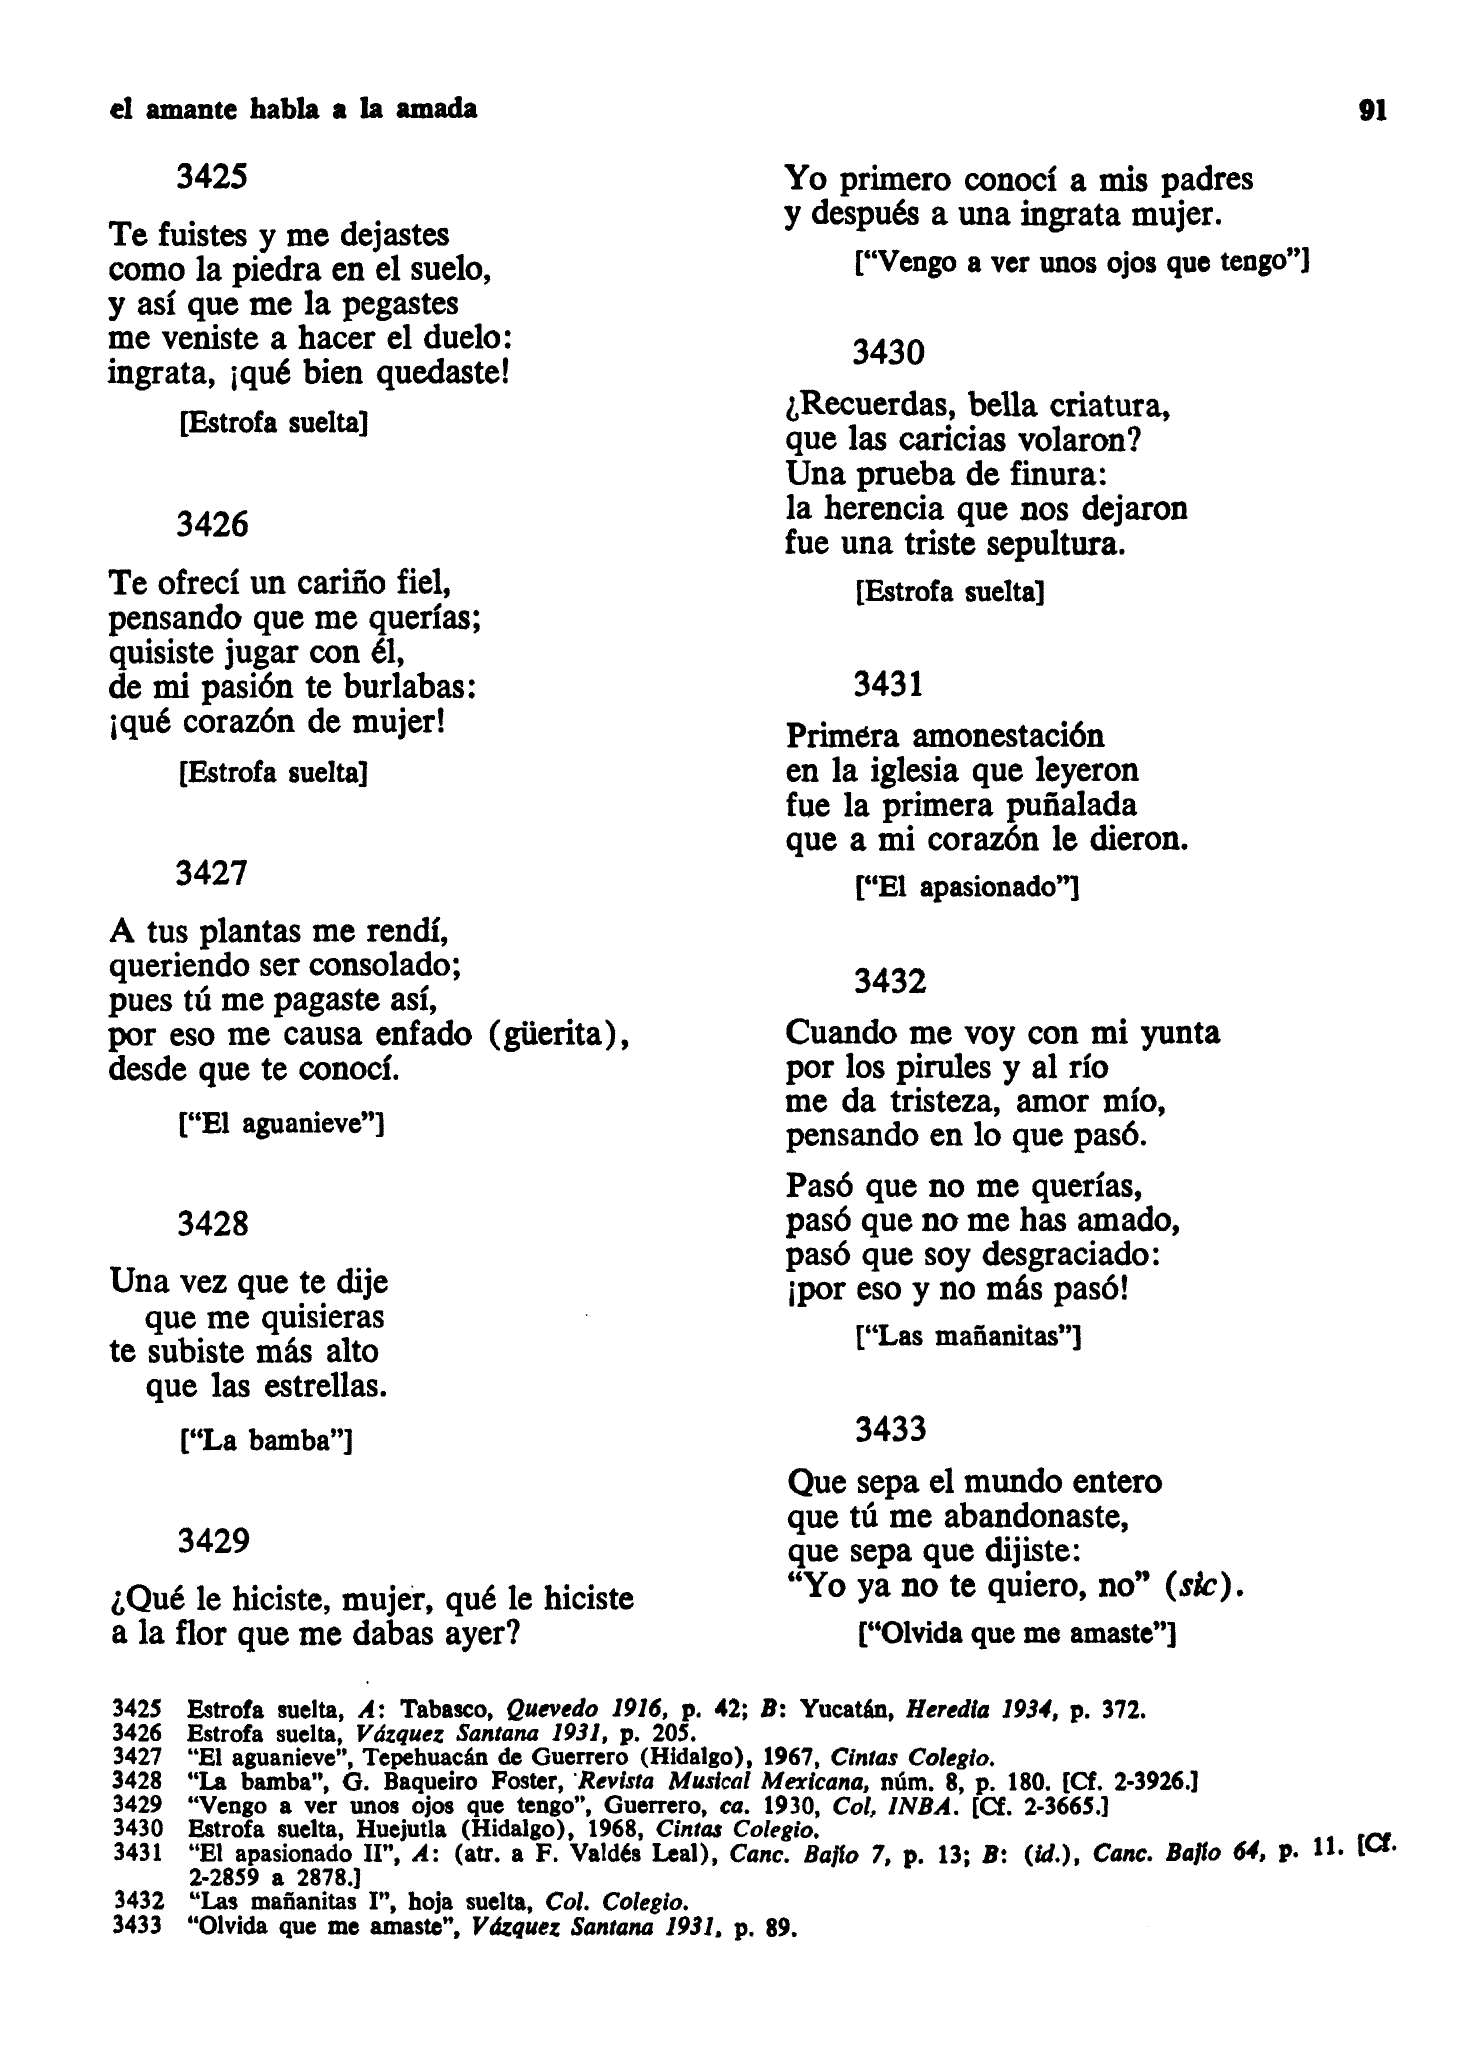 el amante habla a la amada
91
3425
Te fuistes y me dejastes
como la piedra en el suelo,
y así que me la pegastes
me veniste a hacer el duelo:
ingrata, ¡qué bien quedaste!
[Estrofa suelta]
3426
Te ofrecí un cariño fiel,
pensando que me querías;
quisiste jugar con él,
de mi pasión te burlabas:
¡qué corazón de mujer!
[Estrofa suelta]
3427
A tus plantas me rendí,
queriendo ser consolado;
pues tú me pagaste así,
por eso me causa enfado (güerita),
desde que te conocí.
[“El aguanieve”]
3428
Una vez que te dije
que me quisieras
te subiste más alto
que las estrellas.
[“La bamba”]
3429
¿Qué le hiciste, mujer, qué le hiciste
a la flor que me dabas ayer?
Yo primero conocí a mis padres
y después a una ingrata mujer.
[“Vengo a ver unos ojos que tengo”]
3430
¿Recuerdas, bella criatura,
que las caricias volaron?
Una prueba de finura:
la herencia que nos dejaron
fue una triste sepultura.
[Estrofa suelta]
3431
Primera amonestación
en la iglesia que leyeron
fue la primera puñalada
que a mi corazón le dieron.
[“El apasionado”]
3432
Cuando me voy con mi yunta
por los pirules y al río
me da tristeza, amor mío,
pensando en lo que pasó.
Pasó que no me querías,
pasó que no me has amado,
pasó que soy desgraciado:
¡por eso y no más pasó!
[“Las mañanitas”]
3433
Que sepa el mundo entero
que tú me abandonaste,
que sepa que dijiste:
“Yo ya no te quiero, no” (sic).
[“Olvida que me amaste”]
3425 Estrofa suelta, A: Tabasco, Quevedo 1916, p. 42; B: Yucatán, Heredia 1934, p. 372.
3426 Estrofa suelta, Vázquez Santana 1931, p. 205.
3427 “El aguanieve”, Tepehuacán de Guerrero (Hidalgo), 1967, Cintas Colegio.
3428 “La bamba”, G. Baqueiro Foster, Revista Musical Mexicana, núm. 8, p. 180. [Cf. 2-3926.]
3429 “Vengo a ver unos ojos que tengo”, Guerrero, ca. 1930, Col, INBA. [Cf. 2-3665.]
3430 Estrofa suelta, Huejutla (Hidalgo), 1968, Cintas Colegio.
3431 “El apasionado II”, A: (atr. a F. Valdés Leal), Canc. Bajío 7, p. 13; B: (id.), Canc. Bajío 64, p. 11. [Cf.
2-2859 a 2878.]
3432 “Las mañanitas I”, hoja suelta, Col. Colegio.
3433 “Olvida que me amaste”, Vázquez Santana 1931, p. 89.